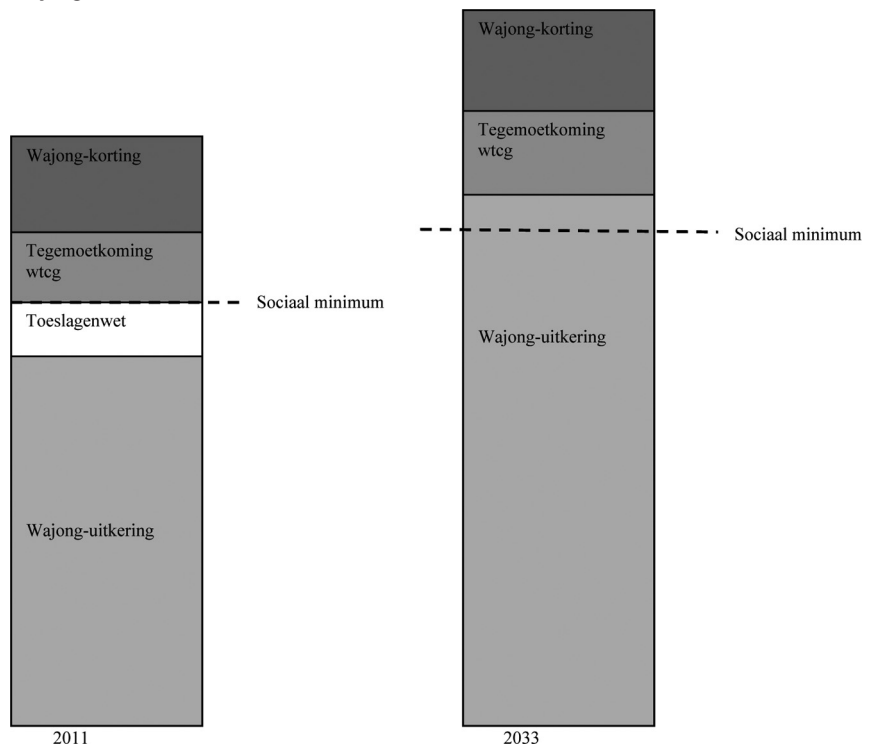 Wajong-korting
Tegemoetkoming
wtcg
Sociaal minimum
Toeslagenwet
Wajong-uitkering
2011
Wajong-korting
Tegemoetkoming
wtcg
Sociaal minimum
Wajong-uitkering
2033